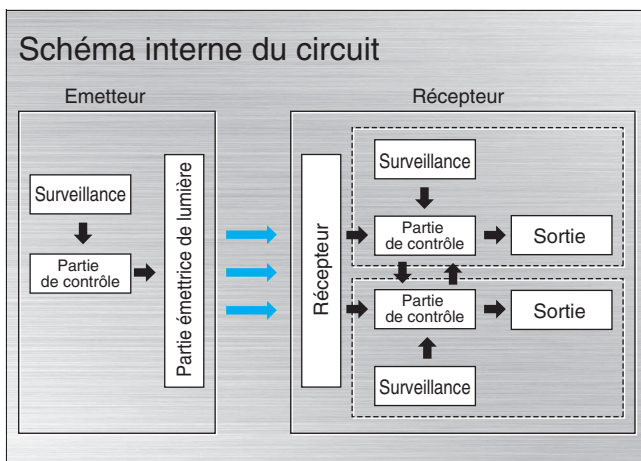 Schéma interne du circuit
Emetteur
Surveillance
Partie
de contrôle
Partie émettrice de lumière
Récepteur
Récepteur
Surveillance
Partie
de contrôle
Sortie
Partie
de contrôle
Sortie
Surveillance